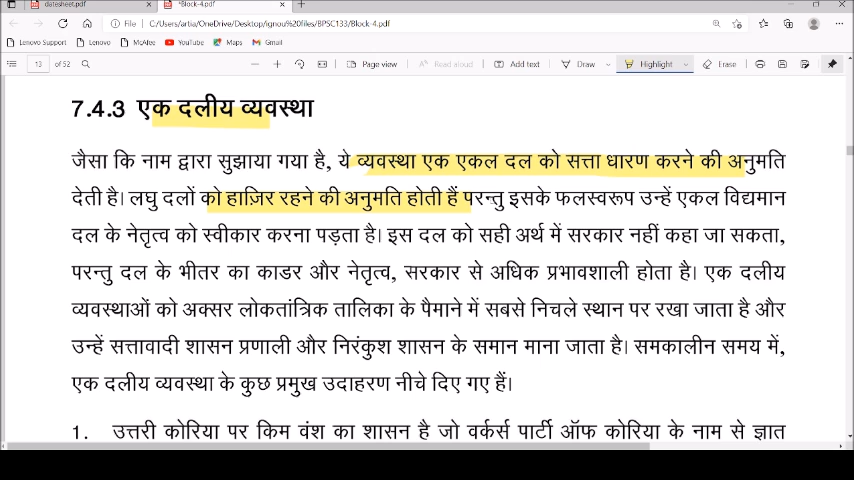 datesheet.pdf
*Block-4.pdf
File
C:/Users/artia/OneDrive/Desktop/ignou%20files/BPSC133/Block-4.pdf
Lenovo Support
Lenovo
McAfee
YouTube
Maps
Gmail
13 of 52
Page view
Read aloud
Add text
Draw
Highlight
Erase
7.4.3 एक दलीय व्यवस्था
जैसा कि नाम द्वारा सुझाया गया है, ये व्यवस्था एक एकल दल को सत्ता धारण करने की अनुमति
देती है। लघु दलों को हाज़िर रहने की अनुमति होती हैं परन्तु इसके फलस्वरूप उन्हें एकल विद्यमान
दल के नेतृत्व को स्वीकार करना पड़ता है। इस दल को सही अर्थ में सरकार नहीं कहा जा सकता,
परन्तु दल के भीतर का काडर और नेतृत्व, सरकार से अधिक प्रभावशाली होता है। एक दलीय
व्यवस्थाओं को अक्सर लोकतांत्रिक तालिका के पैमाने में सबसे निचले स्थान पर रखा जाता है और
उन्हें सत्तावादी शासन प्रणाली और निरंकुश शासन के समान माना जाता है। समकालीन समय में,
एक दलीय व्यवस्था के कुछ प्रमुख उदाहरण नीचे दिए गए हैं।
1. उत्तरी कोरिया पर किम वंश का शासन है जो वर्कर्स पार्टी ऑफ कोरिया के नाम से ज्ञात